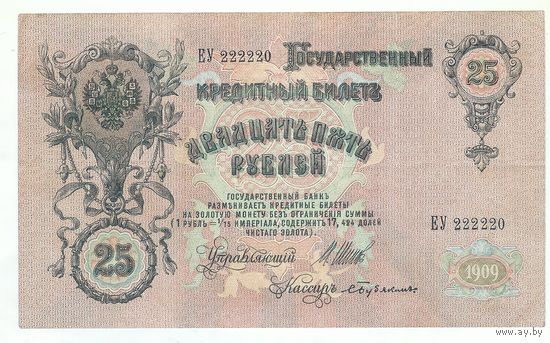 ЕУ 222220 Государственный
25
Кредитный Билетъ
Двадцать пять
рублей
Государственный Банкъ
размѣниваетъ кредитные билеты
на золотую монету безъ ограниченія суммы
(1 рубль = 1/15 имперіала, содержитъ 17,424 долей
чистаго золота).
ЕУ 222220
25
Управляющій
Кассиръ
1909
www.ay.by